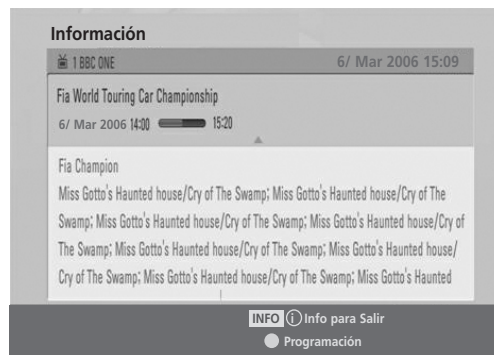 Información
1 BBC ONE 6/ Mar 2006 15:09
Fia World Touring Car Championship
6/ Mar 2006 14:00 15:20
Fia Champion
Miss Gotto's Haunted house/Cry of The Swamp; Miss Gotto's Haunted house/Cry of The
Swamp; Miss Gotto's Haunted house/Cry of The Swamp; Miss Gotto's Haunted house/Cry of
The Swamp; Miss Gotto's Haunted house/Cry of The Swamp; Miss Gotto's Haunted house/
Cry of The Swamp; Miss Gotto's Haunted house/Cry of The Swamp; Miss Gotto's Haunted
INFO i Info para Salir
Programación